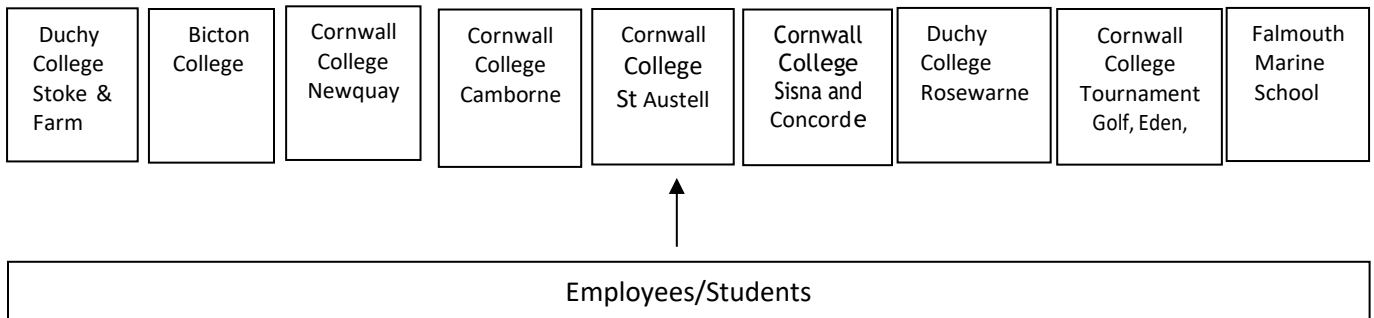 Duchy
College
Stoke &
Farm
Bicton
College
Cornwall
College
Newquay
Cornwall
College
Camborne
Cornwall
College
St Austell
Cornwall
College
Sisna and
Concorde
Duchy
College
Rosewarne
Cornwall
College
Tournament
Golf, Eden,
Falmouth
Marine
School
Employees/Students